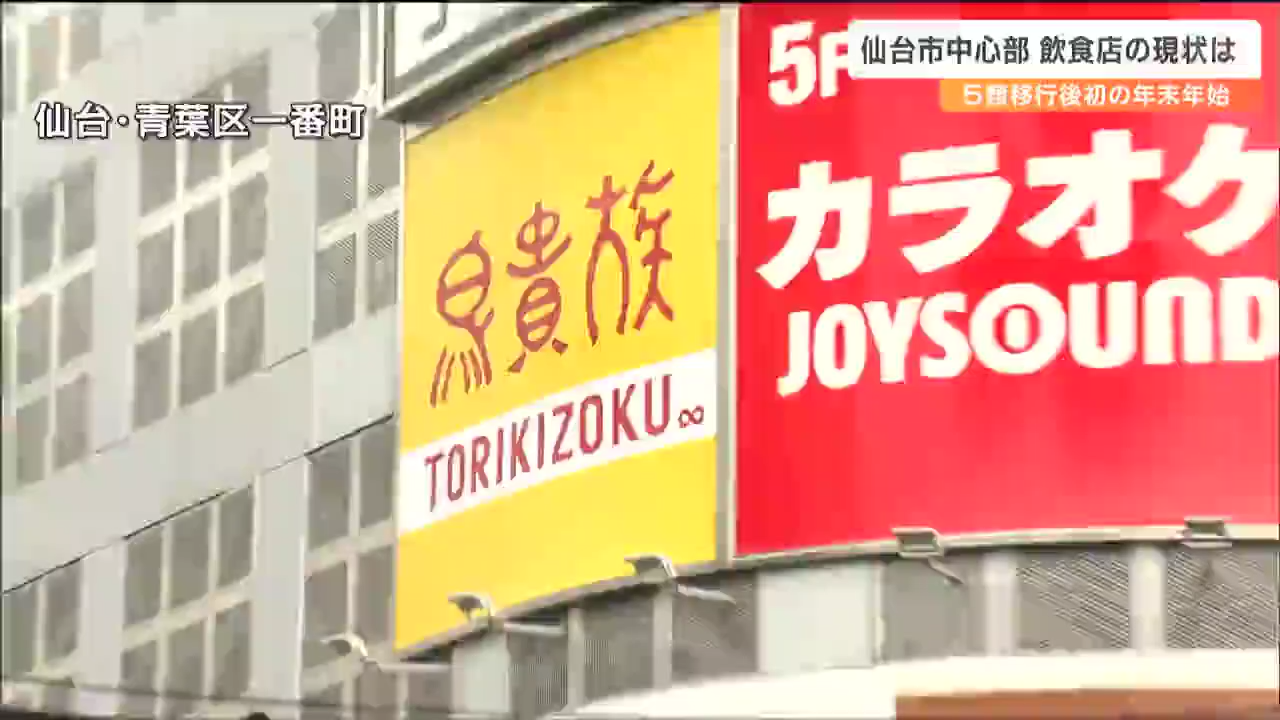 仙台市中心部 飲食店の現状は
5類移行後初の年末年始
仙台・青葉区一番町
鳥貴族
TORIKIZOKU∞
5F
カラオケ
JOYSOUND